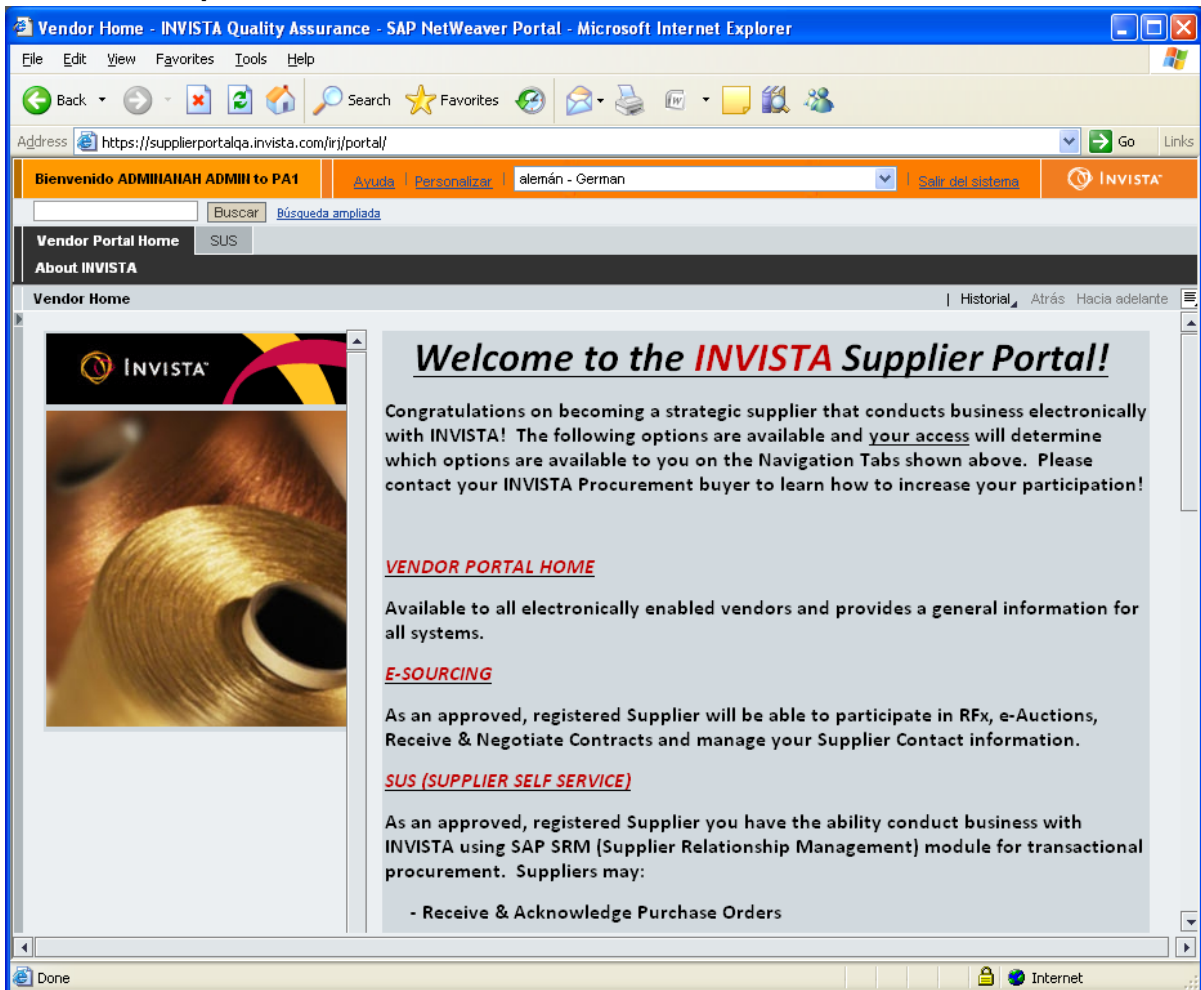 Vendor Home - INVISTA Quality Assurance - SAP NetWeaver Portal - Microsoft Internet Explorer
File Edit View Favorites Tools Help
Back Search Favorites
Address https://supplierportalqa.invista.com/irj/portal/ Go Links
Bienvenido ADMINANAH ADMIN to PA1 Ayuda | Personalizar | alemán - German | Salir del sistema INVISTA™
Buscar Búsqueda ampliada
Vendor Portal Home SUS
About INVISTA
Vendor Home | Historial Atrás Hacia adelante
INVISTA™
Welcome to the INVISTA Supplier Portal!
Congratulations on becoming a strategic supplier that conducts business electronically
with INVISTA! The following options are available and your access will determine
which options are available to you on the Navigation Tabs shown above. Please
contact your INVISTA Procurement buyer to learn how to increase your participation!
VENDOR PORTAL HOME
Available to all electronically enabled vendors and provides a general information for
all systems.
E-SOURCING
As an approved, registered Supplier will be able to participate in RFx, e-Auctions,
Receive & Negotiate Contracts and manage your Supplier Contact information.
SUS (SUPPLIER SELF SERVICE)
As an approved, registered Supplier you have the ability conduct business with
INVISTA using SAP SRM (Supplier Relationship Management) module for transactional
procurement. Suppliers may:
- Receive & Acknowledge Purchase Orders
Done Internet